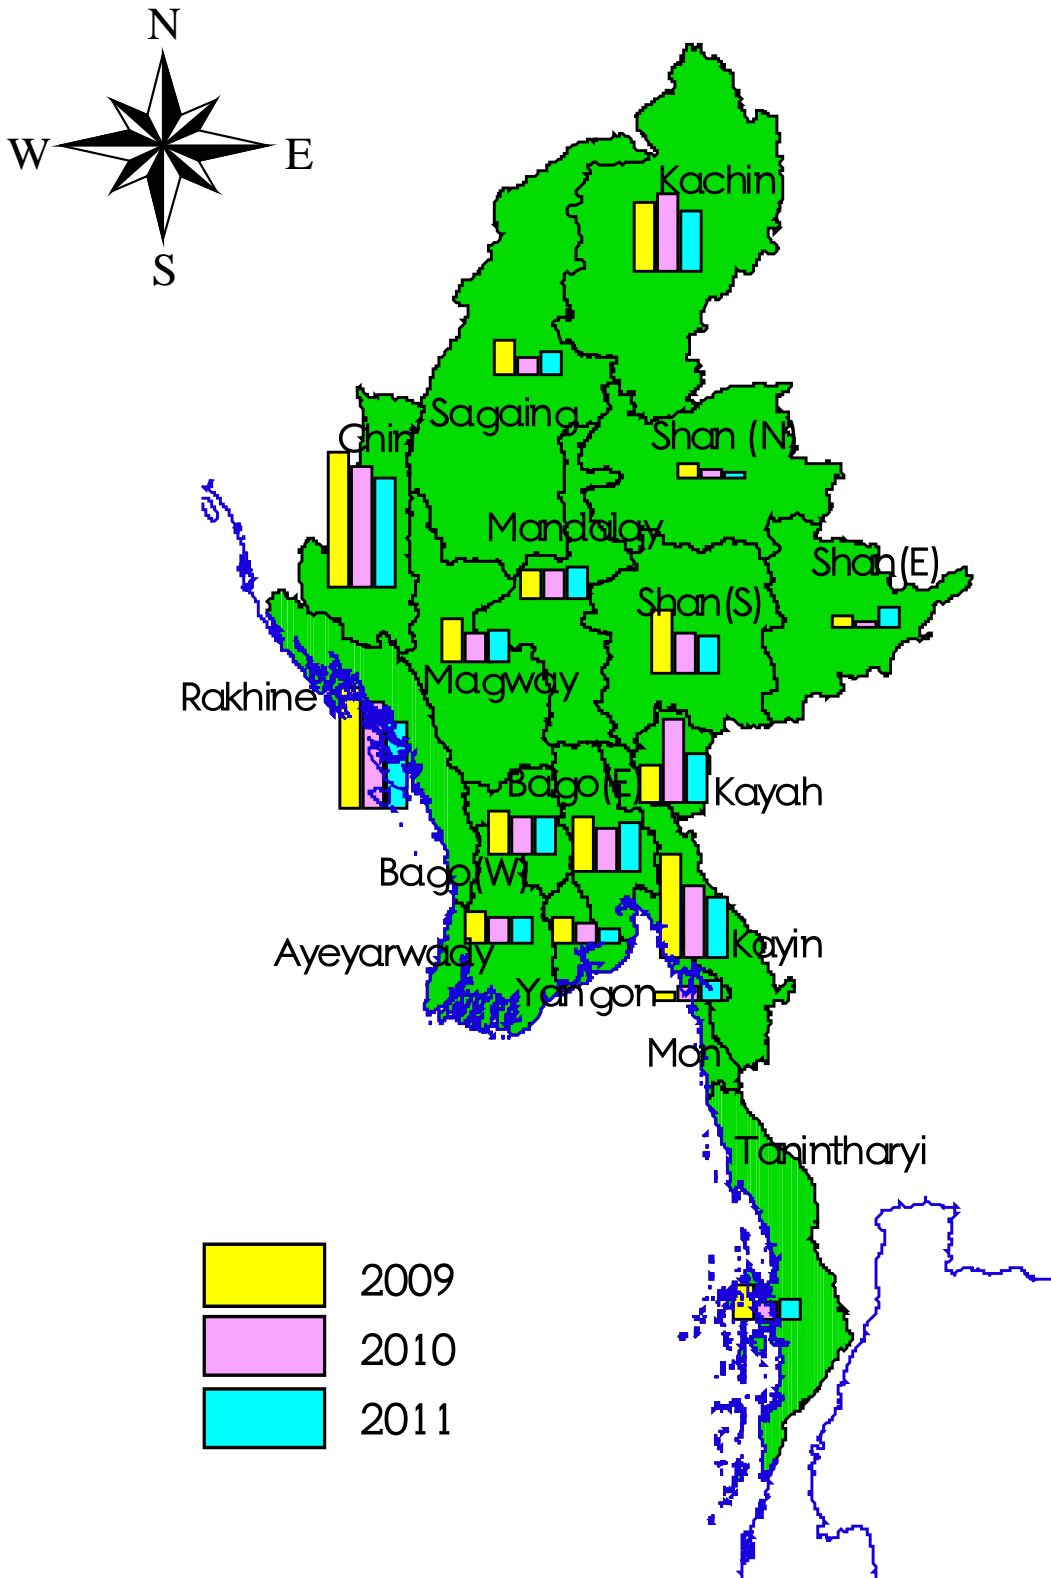 N
W E
S
Kachin
Sagaing
Chin
Shan (N)
Mandalay
Shan(E)
Shan(S)
Magway
Rakhine
Bago(E)
Kayah
Bago(W)
Kayin
Ayeyarwady
Yangon
Mon
Tanintharyi
2009
2010
2011